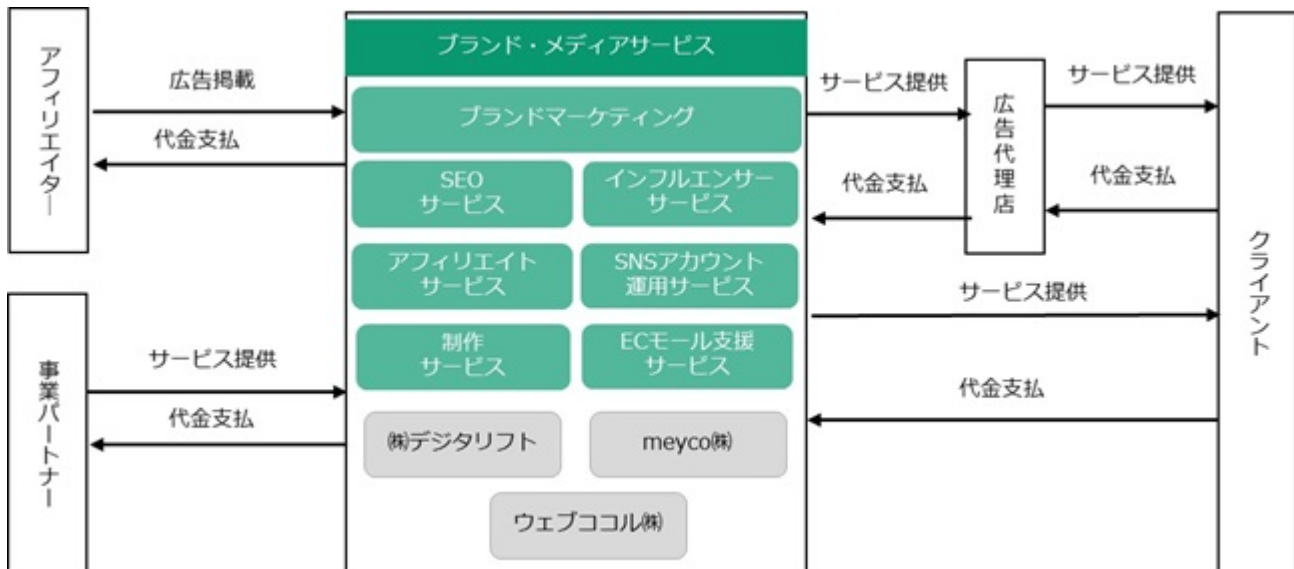 アフィリエイター
広告掲載
代金支払
事業パートナー
サービス提供
代金支払
ブランド・メディアサービス
ブランドマーケティング
SEO
サービス
インフルエンサー
サービス
アフィリエイト
サービス
SNSアカウント
運用サービス
制作
サービス
ECモール支援
サービス
㈱デジタリフト
meyco㈱
ウェブココル㈱
サービス提供
代金支払
広告代理店
サービス提供
代金支払
サービス提供
代金支払
クライアント